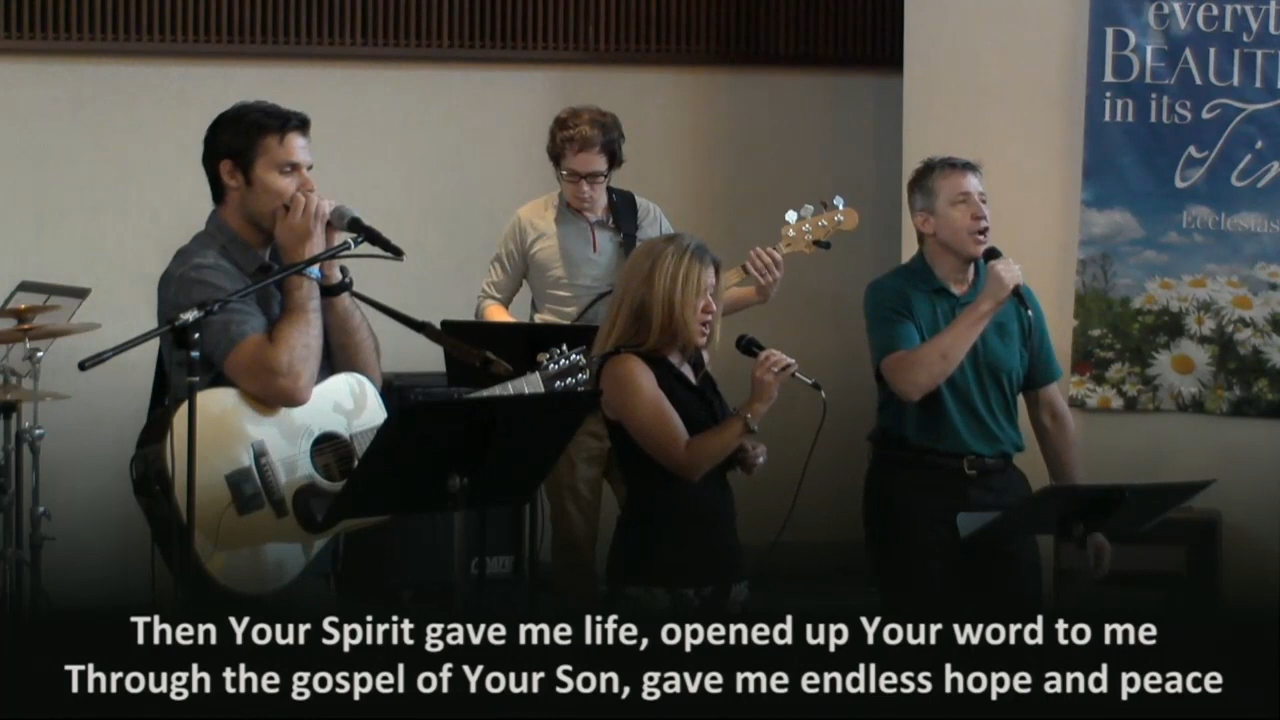 everyt
BEAUT
in its
Tim
Ecclesias
Then Your Spirit gave me life, opened up Your word to me
Through the gospel of Your Son, gave me endless hope and peace